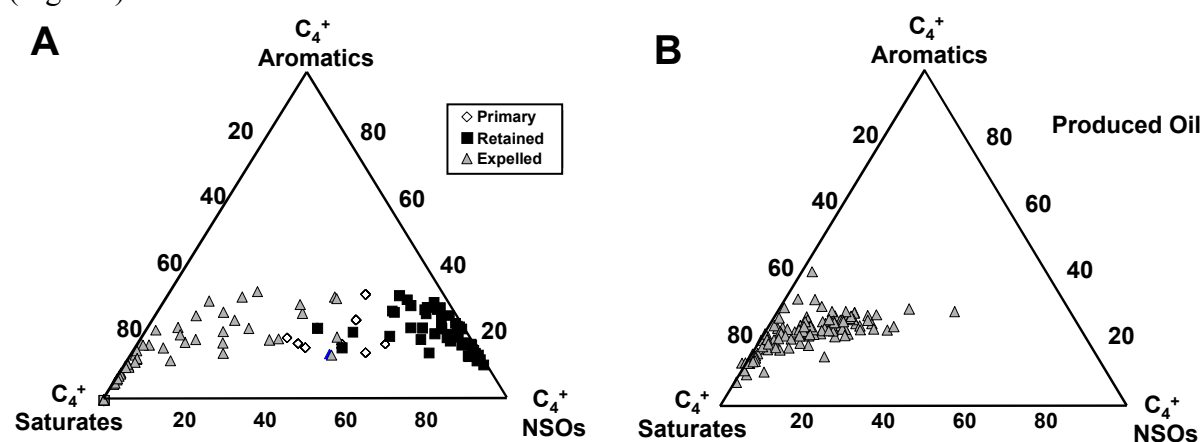 A
C₄⁺
Aromatics
20
80
40
60
60
40
80
20
C₄⁺
Saturates
20
40
60
80
C₄⁺
NSOs
Primary
Retained
Expelled
B
C₄⁺
Aromatics
Produced Oil
20
80
40
60
60
40
80
20
C₄⁺
Saturates
20
40
60
80
C₄⁺
NSOs